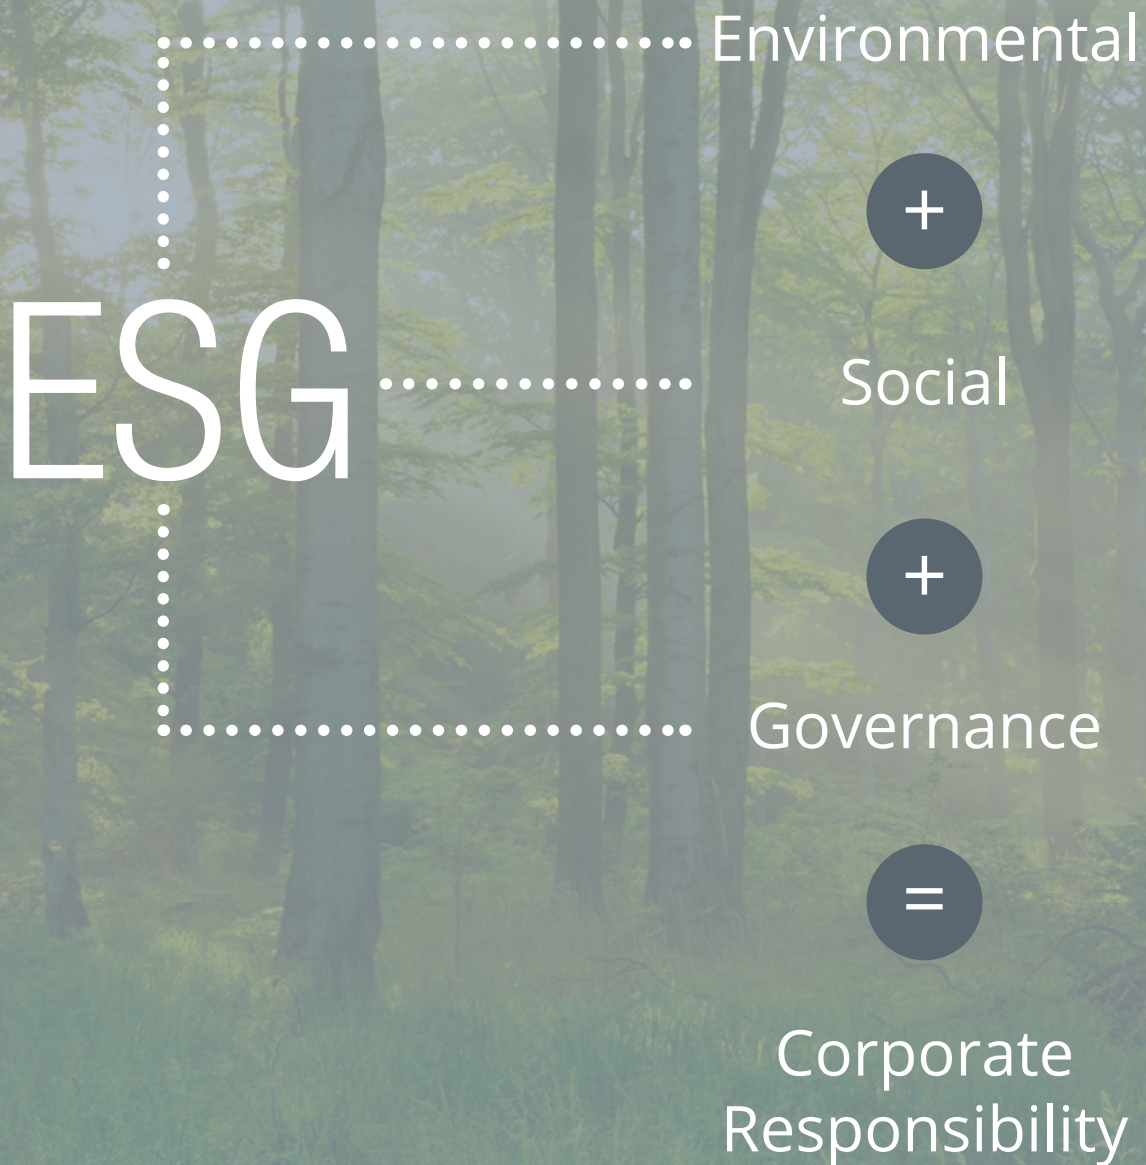 ESG
Environmental
+
Social
+
Governance
=
Corporate
Responsibility